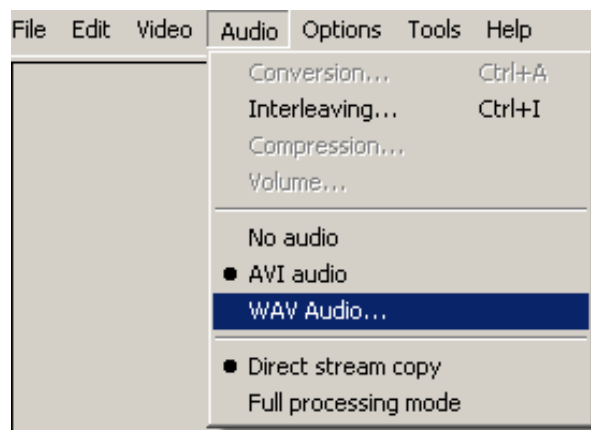 File Edit Video Audio Options Tools Help
Conversion... Ctrl+A
Interleaving... Ctrl+I
Compression...
Volume...
No audio
AVI audio
WAV Audio...
Direct stream copy
Full processing mode